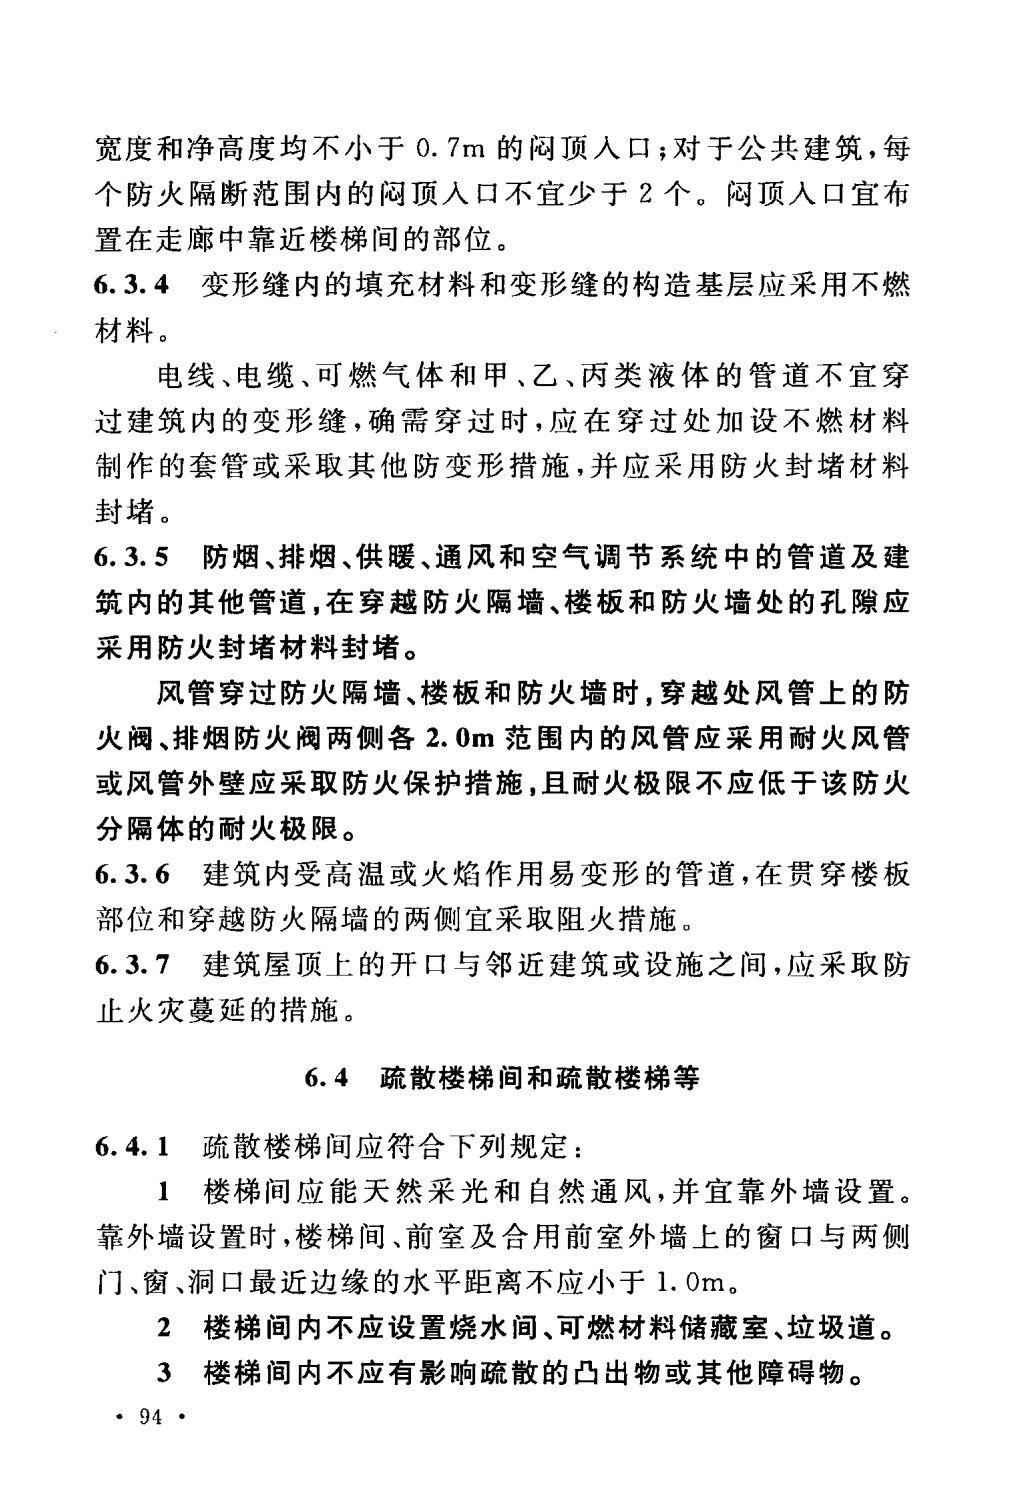 宽度和净高度均不小于 0.7m 的闷顶入口;对于公共建筑,每
个防火隔断范围内的闷顶入口不宜少于 2 个。闷顶入口宜布
置在走廊中靠近楼梯间的部位。
6.3.4 变形缝内的填充材料和变形缝的构造基层应采用不燃
材料。
电线、电缆、可燃气体和甲、乙、丙类液体的管道不宜穿
过建筑内的变形缝,确需穿过时,应在穿过处加设不燃材料
制作的套管或采取其他防变形措施,并应采用防火封堵材料
封堵。
6.3.5 防烟、排烟、供暖、通风和空气调节系统中的管道及建
筑内的其他管道,在穿越防火隔墙、楼板和防火墙处的孔隙应
采用防火封堵材料封堵。
风管穿过防火隔墙、楼板和防火墙时,穿越处风管上的防
火阀、排烟防火阀两侧各 2.0m 范围内的风管应采用耐火风管
或风管外壁应采取防火保护措施,且耐火极限不应低于该防火
分隔体的耐火极限。
6.3.6 建筑内受高温或火焰作用易变形的管道,在贯穿楼板
部位和穿越防火隔墙的两侧宜采取阻火措施。
6.3.7 建筑屋顶上的开口与邻近建筑或设施之间,应采取防
止火灾蔓延的措施。
6.4 疏散楼梯间和疏散楼梯等
6.4.1 疏散楼梯间应符合下列规定:
1 楼梯间应能天然采光和自然通风,并宜靠外墙设置。
靠外墙设置时,楼梯间、前室及合用前室外墙上的窗口与两侧
门、窗、洞口最近边缘的水平距离不应小于 1.0m。
2 楼梯间内不应设置烧水间、可燃材料储藏室、垃圾道。
3 楼梯间内不应有影响疏散的凸出物或其他障碍物。
· 94 ·